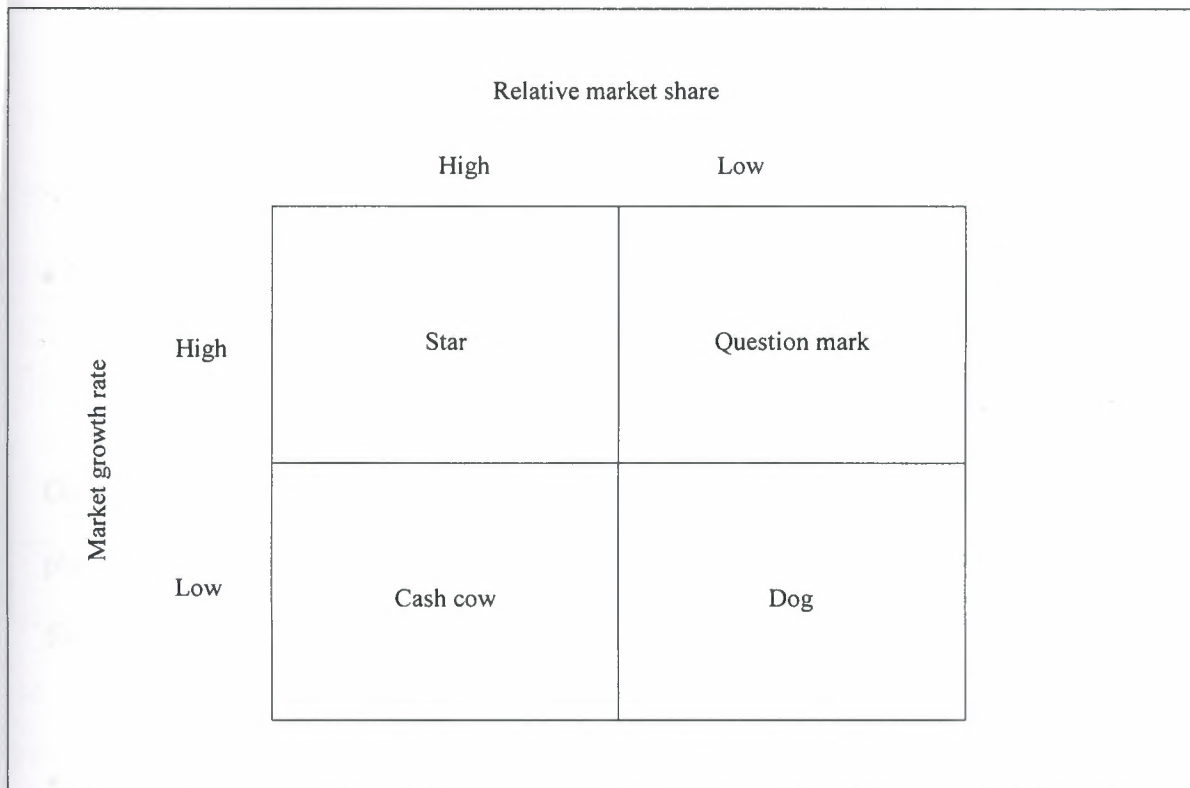 Relative market share
High Low
High Star Question mark
Market growth rate
Low Cash cow Dog